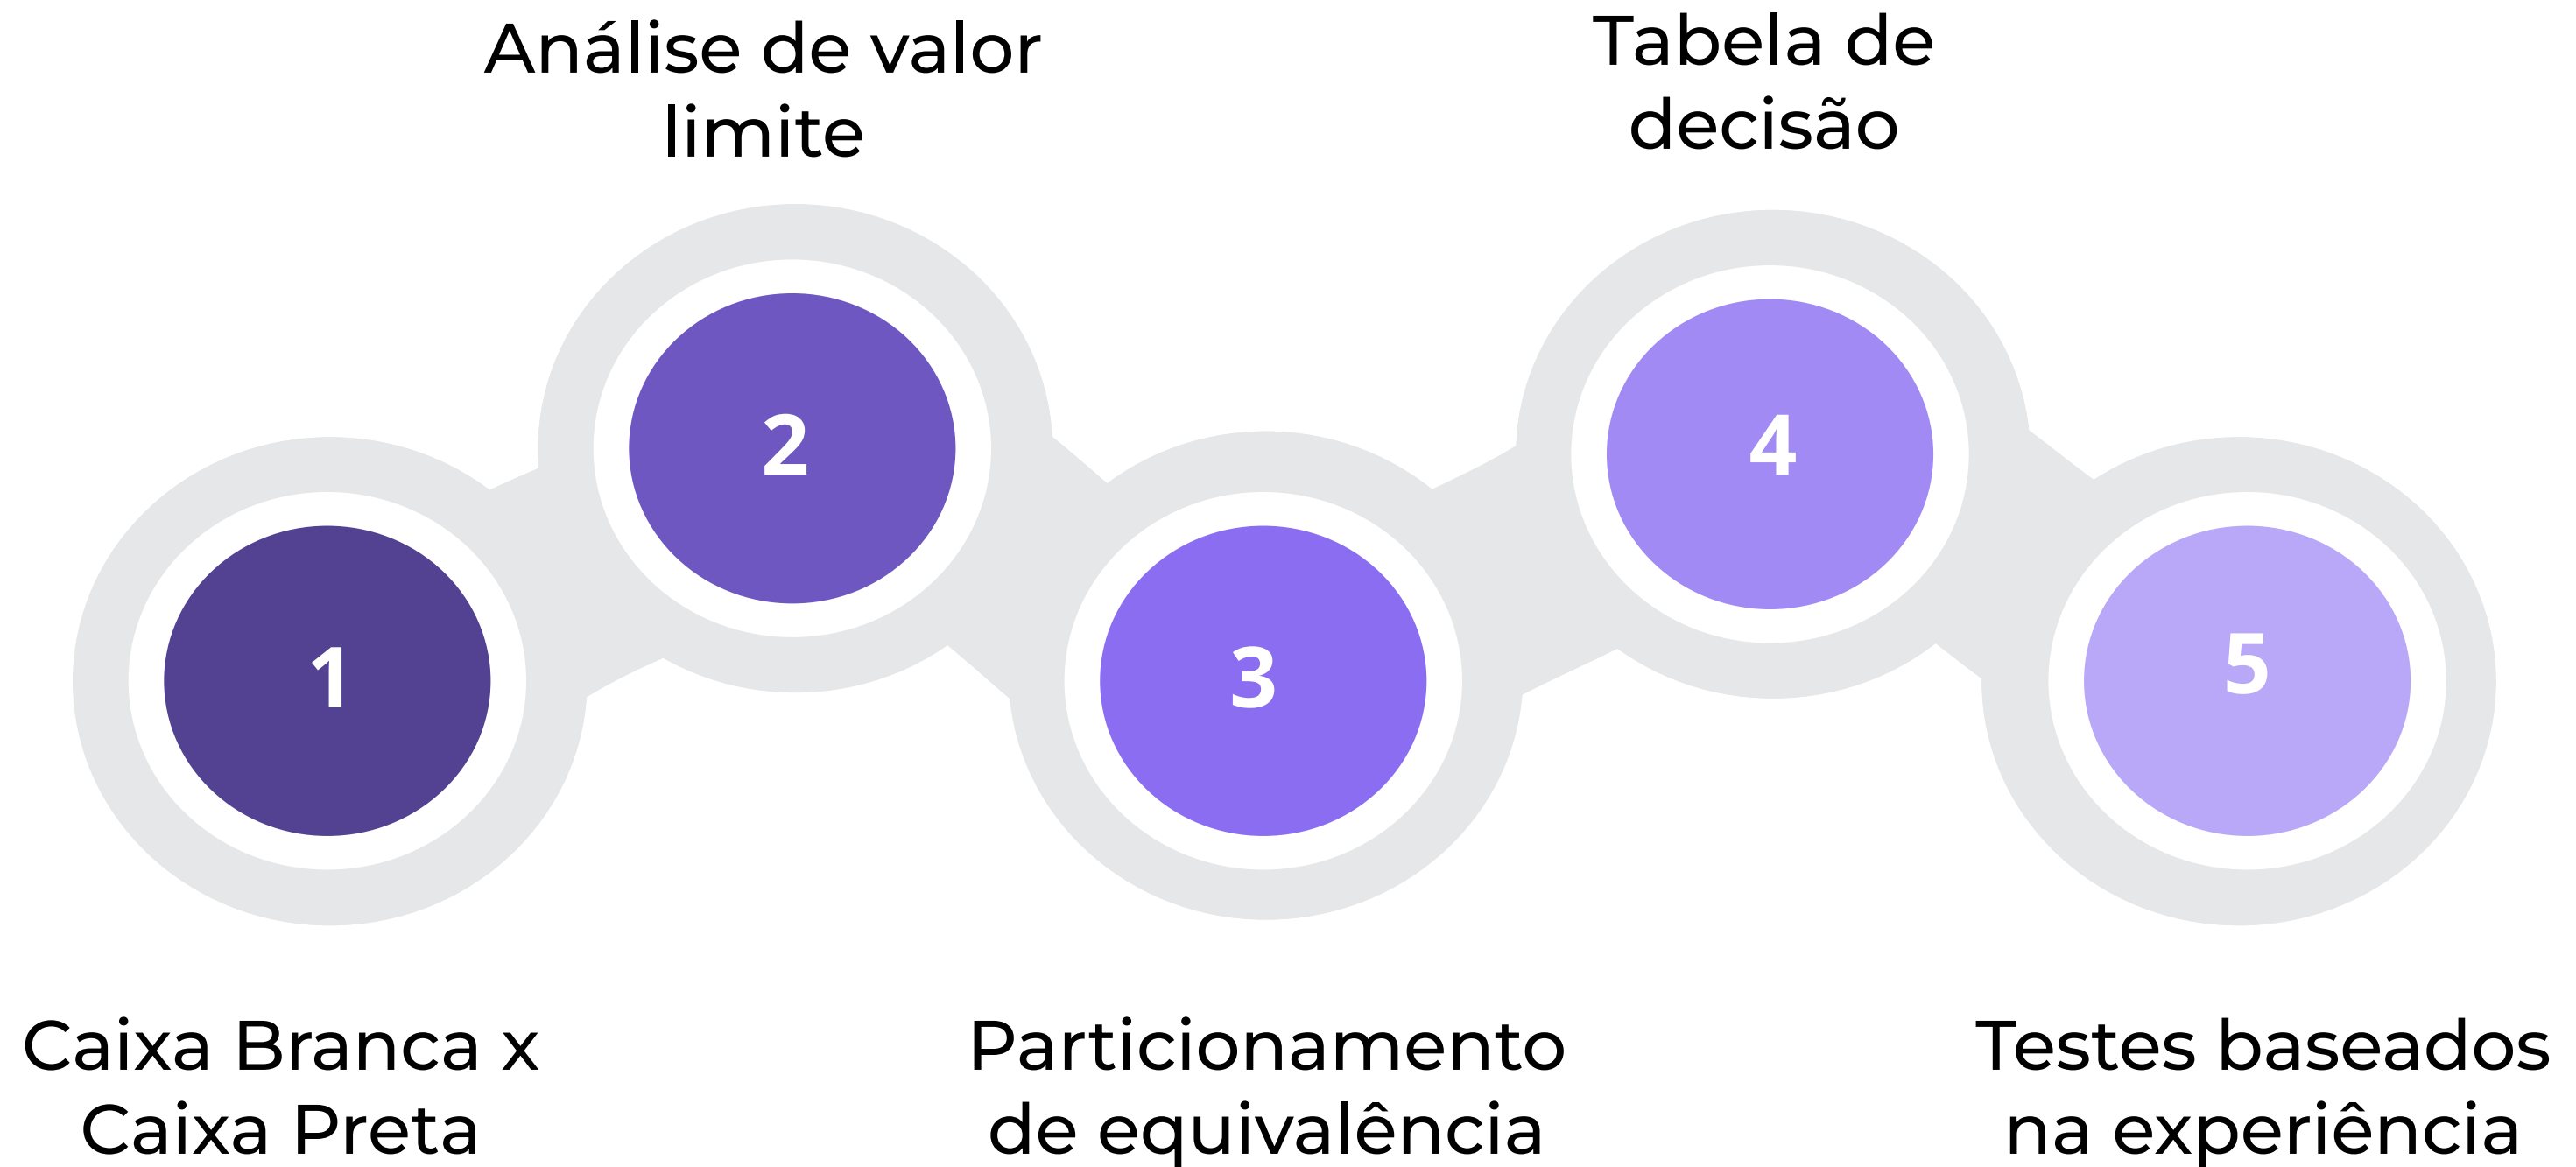 Análise de valor
limite
Tabela de
decisão
1
2
3
4
5
Caixa Branca x
Caixa Preta
Particionamento
de equivalência
Testes baseados
na experiência